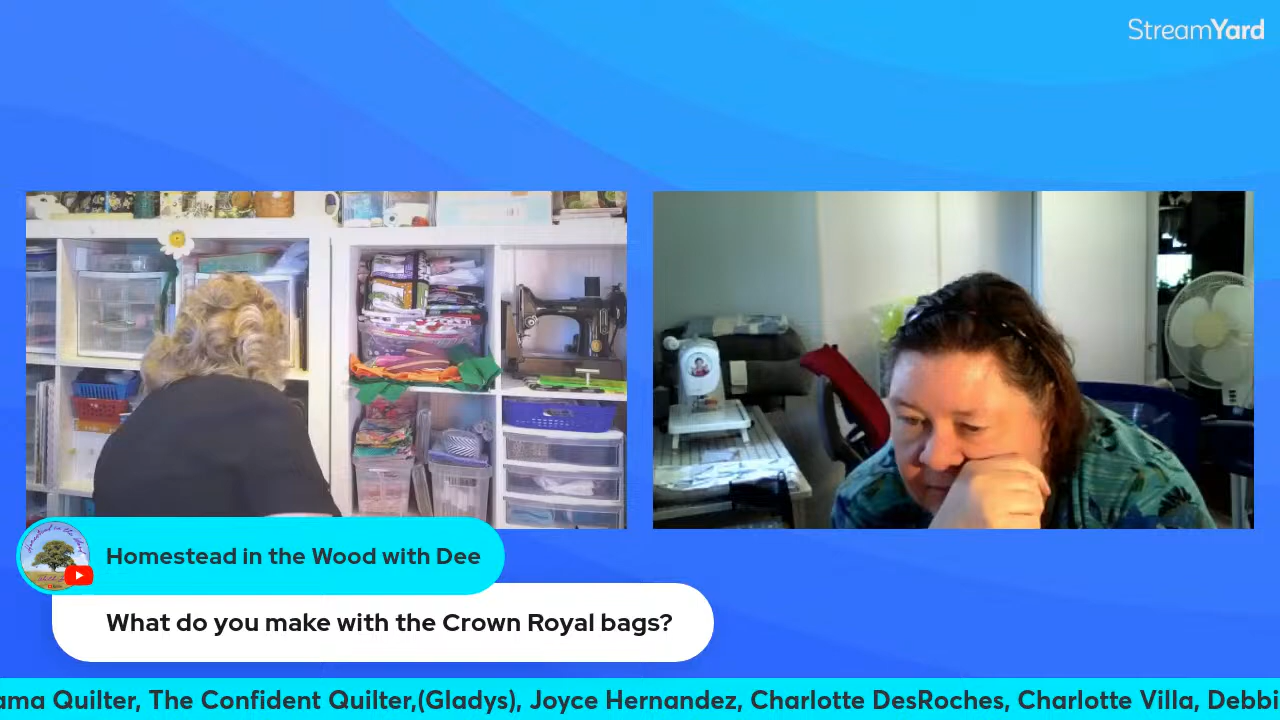 StreamYard
Homestead in the Wood with Dee
What do you make with the Crown Royal bags?
ama Quilter, The Confident Quilter,(Gladys), Joyce Hernandez, Charlotte DesRoches, Charlotte Villa, Debbi